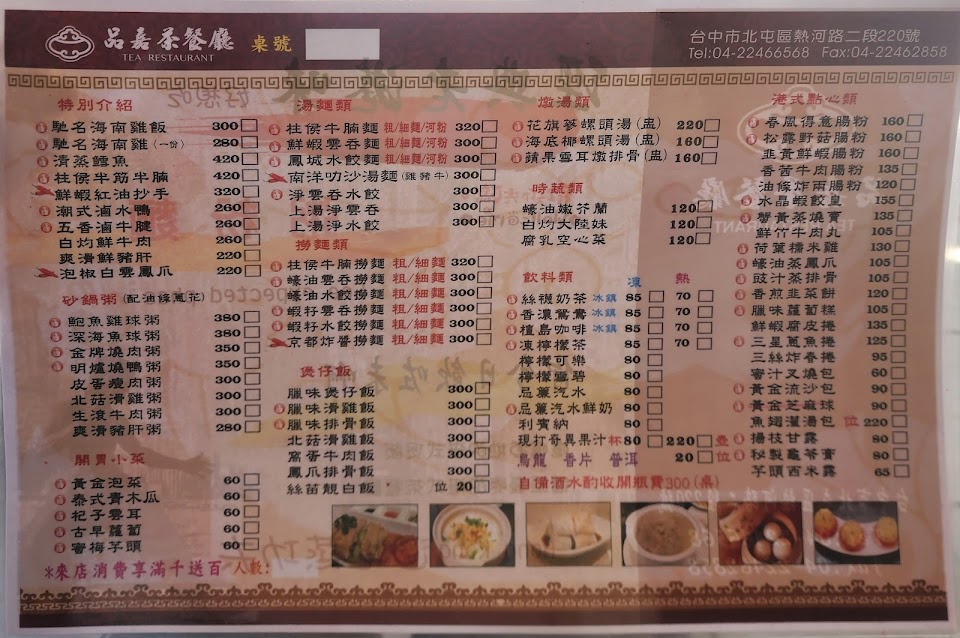 品嘉茶餐廳 桌號
TEA RESTAURANT
台中市北屯區熱河路二段220號
Tel:04-22466568 Fax:04-22462858
特別介紹
馳名海南雞飯 300
馳名海南雞(一份) 280
清蒸鱈魚 420
柱侯牛筋牛腩 420
鮮蝦紅油抄手 320
潮式滷水鴨 260
五香滷牛腱 260
白灼鮮牛肉 260
爽滑鮮豬肝 220
泡椒白雲鳳爪 220
砂鍋粥(配油條蔥花)
鮑魚雞球粥 380
深海魚球粥 380
金牌燒肉粥 350
明爐燒鴨粥 350
皮蛋瘦肉粥 300
北菇滑雞粥 300
生滾牛肉粥 300
爽滑豬肝粥 280
開胃小菜
黃金泡菜 60
泰式青木瓜 60
杞子雲耳 60
古早蘿蔔 60
蜜梅芋頭 60
*來店消費享滿千送百 人數:
湯麵類
柱侯牛腩麵 粗/細麵/河粉 320
鮮蝦雲吞麵 粗/細麵/河粉 300
鳳城水餃麵 粗/細麵/河粉 300
南洋叻沙湯麵(雞豬牛) 300
淨雲吞水餃 300
上湯淨雲吞 300
上湯淨水餃 300
撈麵類
柱侯牛腩撈麵 粗/細麵 320
蠔油雲吞撈麵 粗/細麵 300
蠔油水餃撈麵 粗/細麵 300
蝦籽雲吞撈麵 粗/細麵 300
蝦籽水餃撈麵 粗/細麵 300
京都炸醬撈麵 粗/細麵 300
煲仔飯
臘味煲仔飯 300
臘味滑雞飯 300
臘味排骨飯 300
北菇滑雞飯 300
窩蛋牛肉飯 300
鳳爪排骨飯 300
絲苗靚白飯 位 20
燉湯類
花旗蔘螺頭湯(盅) 220
海底椰螺頭湯(盅) 160
蘋果雪耳燉排骨(盅) 160
時蔬類
蠔油嫩芥蘭 120
白灼大陸妹 120
腐乳空心菜 120
飲料類 凍 熱
絲襪奶茶 冰鎮 85 70
香濃鴛鴦 冰鎮 85 70
檀島咖啡 冰鎮 85 70
凍檸檬茶 85 70
檸檬可樂 80
檸檬雪碧 80
忌廉汽水 80
忌廉汽水鮮奶 80
利賓納 80
現打奇異果汁 杯80 220 壺
烏龍 香片 普洱 20 位
自備酒水酌收開瓶費300(桌)
港式點心類
春風得意腸粉 160
松露野菇腸粉 160
韭黃鮮蝦腸粉 150
香茜牛肉腸粉 130
油條炸兩腸粉 120
水晶蝦餃皇 155
蟹黃蒸燒賣 135
鮮竹牛肉丸 105
荷葉糯米雞 130
蠔油蒸鳳爪 105
豉汁蒸排骨 105
香煎韭菜餅 120
臘味蘿蔔糕 105
鮮蝦腐皮捲 135
三星蔥魚捲 125
三絲炸春捲 95
蜜汁叉燒包 60
黃金流沙包 90
黃金芝麻球 90
魚翅灌湯包 位 220
楊枝甘露 80
秘製龜苓膏 80
芋頭西米露 65